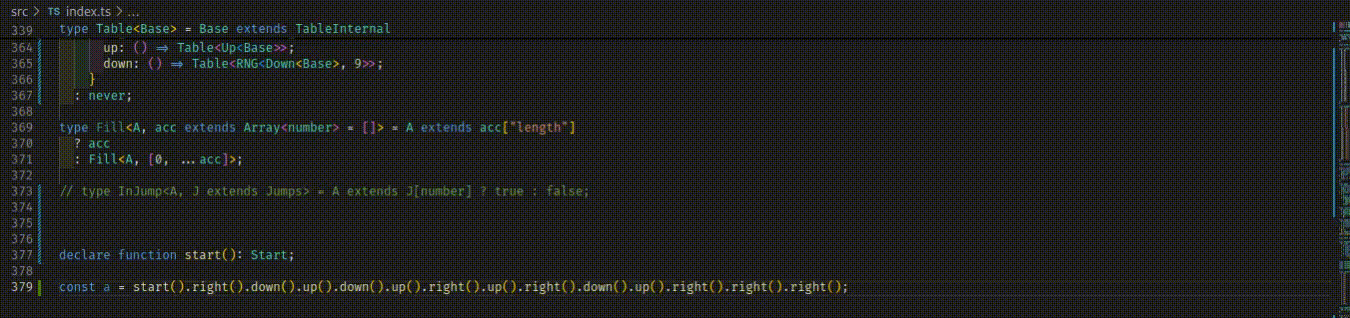 src > TS index.ts > ...
339 type Table<Base> = Base extends TableInternal
364 up: () => Table<Up<Base>>;
365 down: () => Table<RNG<Down<Base>, 9>>;
366 }
367 : never;
368
369 type Fill<A, acc extends Array<number> = []> = A extends acc["length"]
370 ? acc
371 : Fill<A, [0, ...acc]>;
372
373 // type InJump<A, J extends Jumps> = A extends J[number] ? true : false;
374
375
376
377 declare function start(): Start;
378
379 const a = start().right().down().up().down().up().right().up().right().down().up().right().right().right();